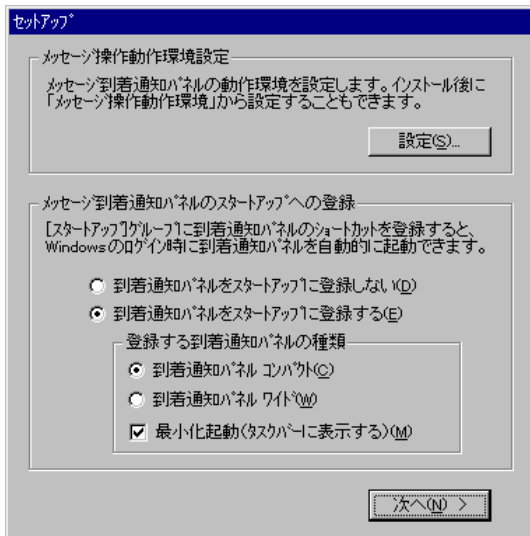 セットアップ
メッセージ操作動作環境設定
メッセージ到着通知パネルの動作環境を設定します。インストール後に
「メッセージ操作動作環境」から設定することもできます。
設定(S)...
メッセージ到着通知パネルのスタートアップへの登録
[スタートアップ]グループに到着通知パネルのショートカットを登録すると、
Windowsのログイン時に到着通知パネルを自動的に起動できます。
到着通知パネルをスタートアップに登録しない(D)
到着通知パネルをスタートアップに登録する(E)
登録する到着通知パネルの種類
到着通知パネル コンパクト(C)
到着通知パネル ワイド(W)
最小化起動(タスクバーに表示する)(M)
次へ(N) >